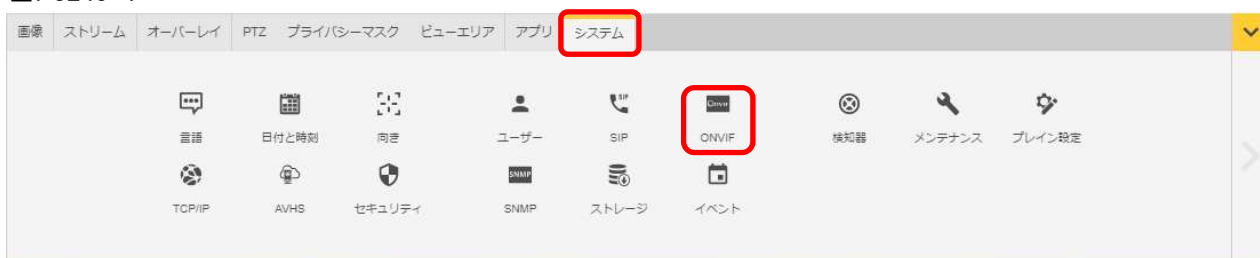 画像 ストリーム オーバーレイ PTZ プライバシーマスク ビューエリア アプリ システム
言語 日付と時刻 向き ユーザー SIP ONVIF 検知器 メンテナンス プレイン設定
TCP/IP AVHS セキュリティ SNMP ストレージ イベント